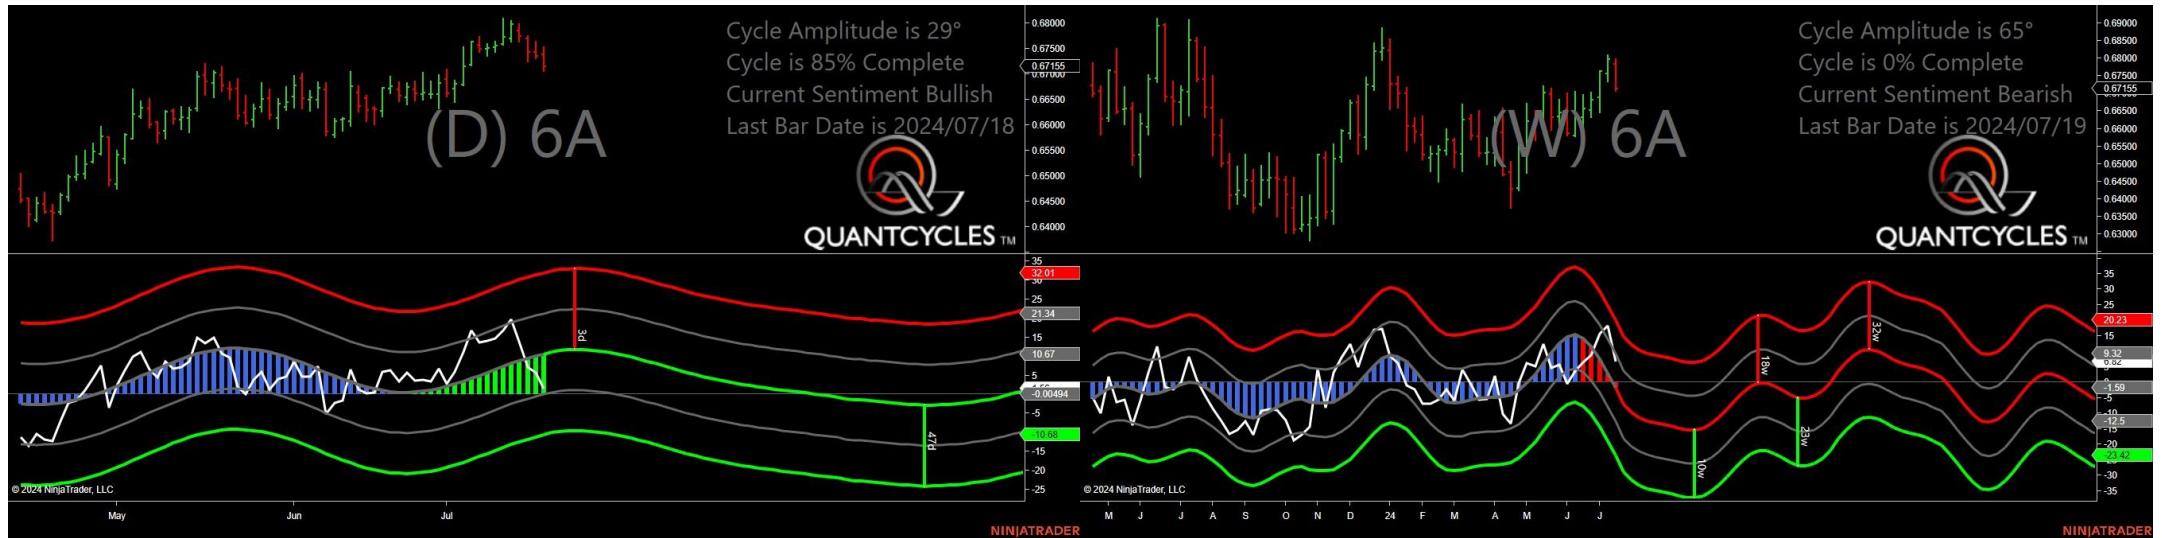 Cycle Amplitude is 29°
Cycle is 85% Complete
Current Sentiment Bullish
Last Bar Date is 2024/07/18
(D) 6A
QUANTCYCLES TM
0.68000
0.67500
0.67155
0.67000
0.66500
0.66000
0.65500
0.65000
0.64500
0.64000
35
32.01
25
21.34
15
10.67
5
-0.00494
-5
-10.68
-15
-20
-25
3d
47d
© 2024 NinjaTrader, LLC
May Jun Jul
NINJATRADER
Cycle Amplitude is 65°
Cycle is 0% Complete
Current Sentiment Bearish
Last Bar Date is 2024/07/19
(W) 6A
QUANTCYCLES TM
0.69000
0.68500
0.68000
0.67500
0.67155
0.66500
0.66000
0.65500
0.65000
0.64500
0.64000
0.63500
0.63000
35
30
25
20.23
15
9.32
-1.59
-5
-10
-12.5
-15
-20
-23.42
-30
-35
18w
32w
10w
23w
© 2024 NinjaTrader, LLC
M J J A S O N D 24 F M A M J J
NINJATRADER